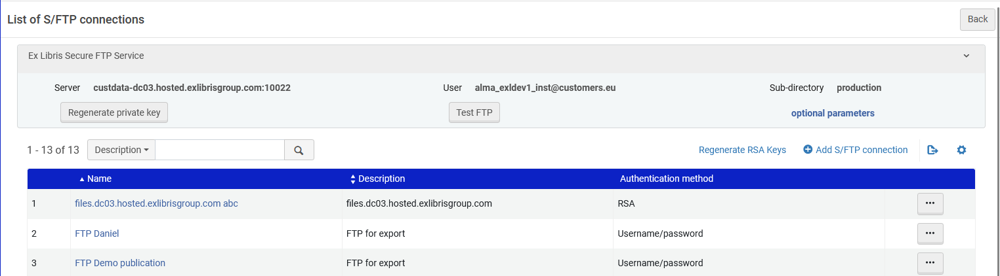 List of S/FTP connections Back
Ex Libris Secure FTP Service
Server custdata-dc03.hosted.exlibrisgroup.com:10022 User alma_exldev1_inst@customers.eu Sub-directory production
Regenerate private key Test FTP optional parameters
1 - 13 of 13 Description Regenerate RSA Keys Add S/FTP connection
Name Description Authentication method
1 files.dc03.hosted.exlibrisgroup.com abc files.dc03.hosted.exlibrisgroup.com RSA
2 FTP Daniel FTP for export Username/password
3 FTP Demo publication FTP for export Username/password